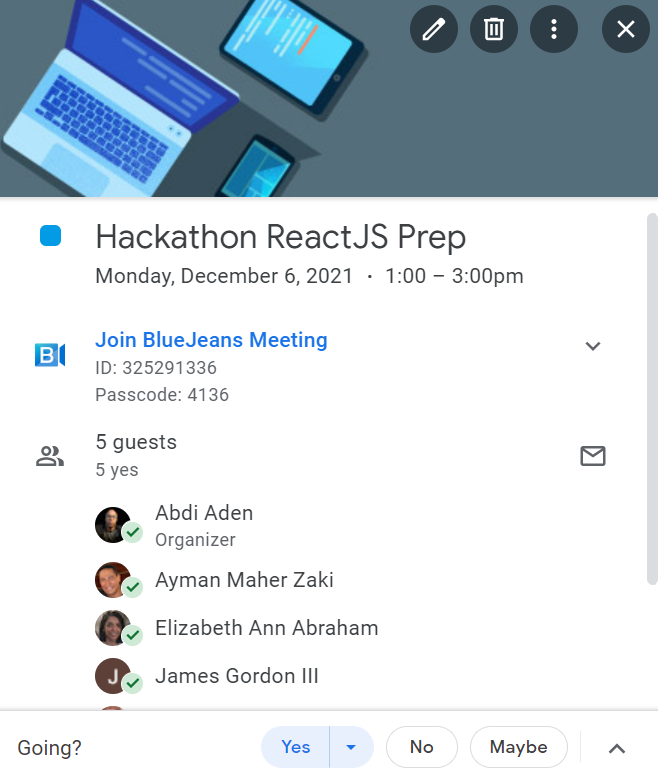 Hackathon ReactJS Prep
Monday, December 6, 2021 · 1:00 – 3:00pm
B
Join BlueJeans Meeting
ID: 325291336
Passcode: 4136
5 guests
5 yes
Abdi Aden
Organizer
Ayman Maher Zaki
Elizabeth Ann Abraham
J James Gordon III
Going? Yes No Maybe